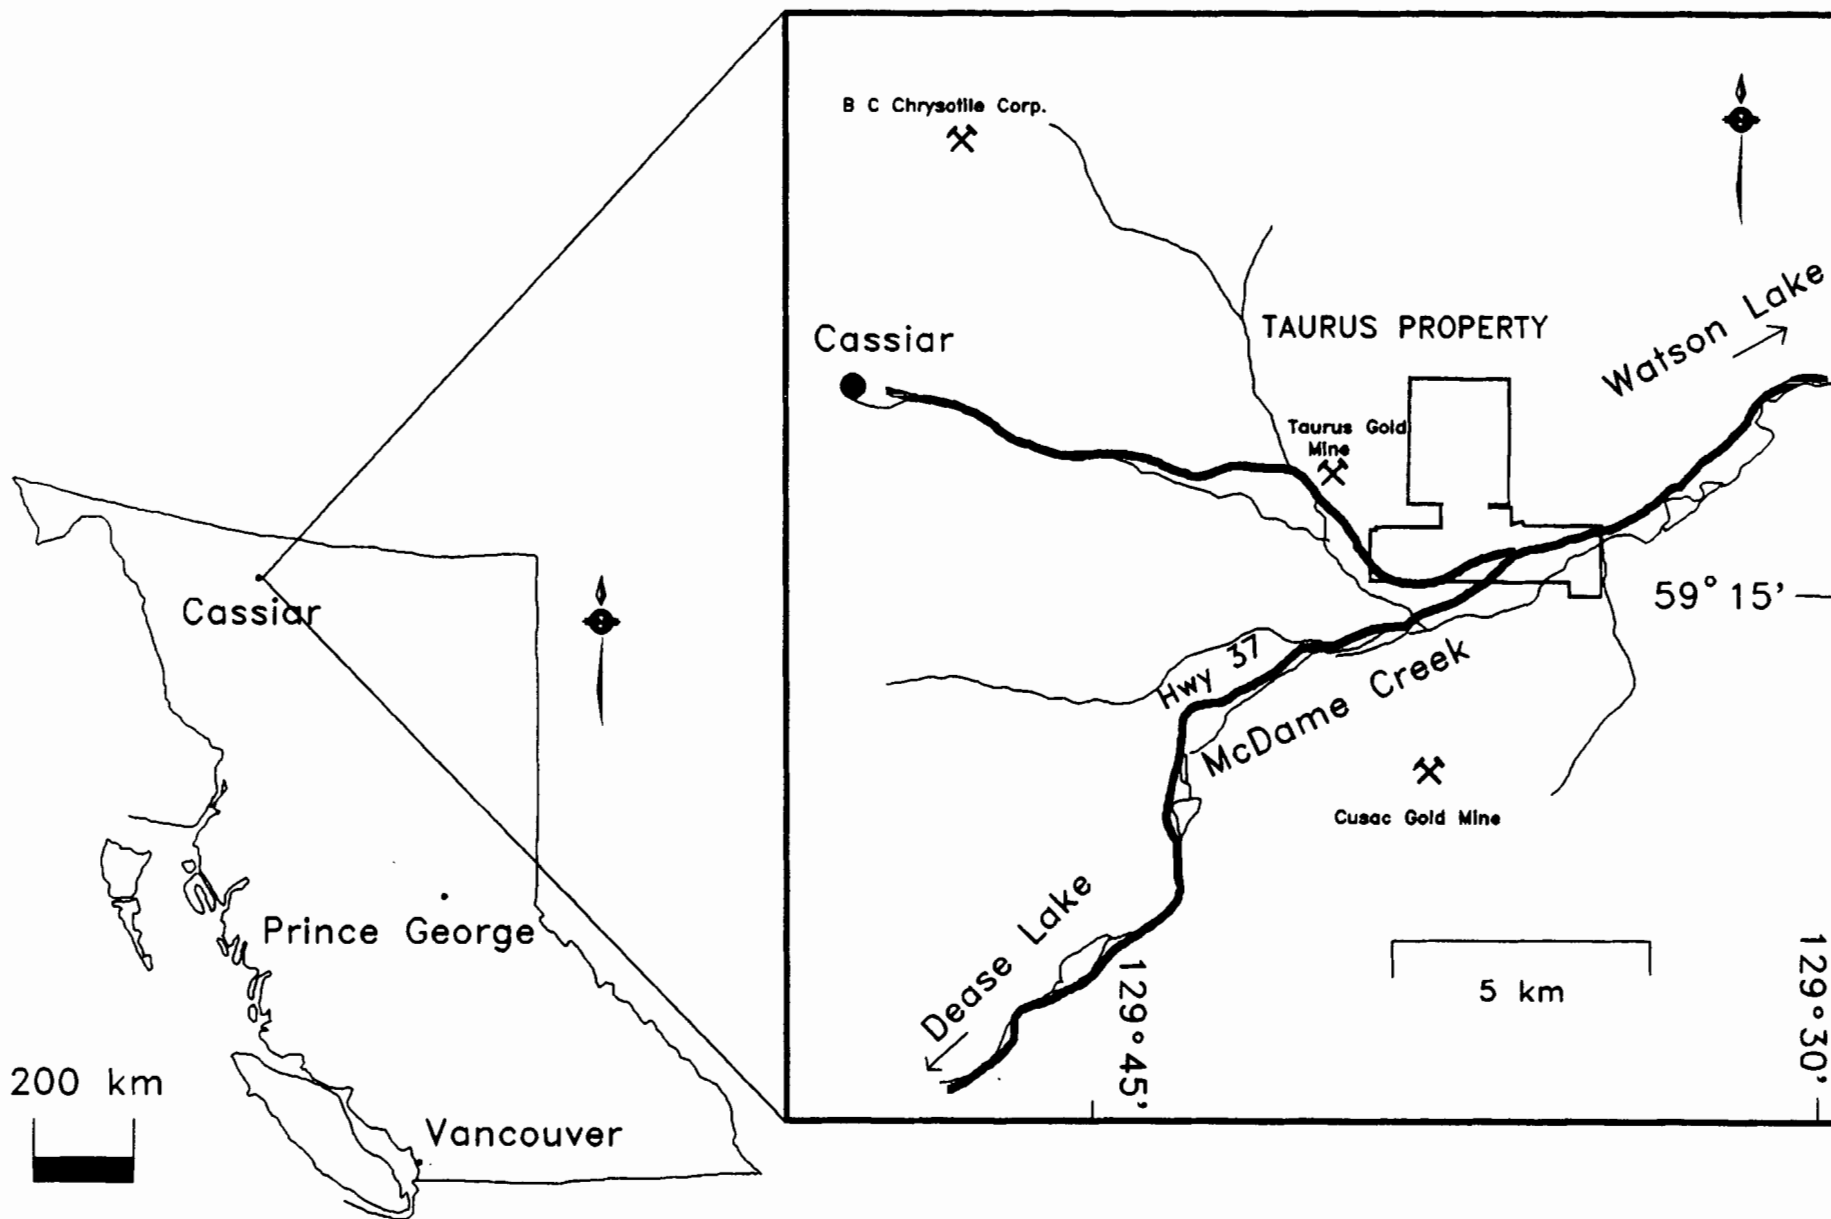 Cassiar
Prince George
200 km
Vancouver
B C Chrysotile Corp.
Cassiar
TAURUS PROPERTY
Watson Lake
Taurus Gold
Mine
59° 15'
Hwy 37
McDame Creek
Cusac Gold Mine
Dease Lake
5 km
129° 45'
129° 30'